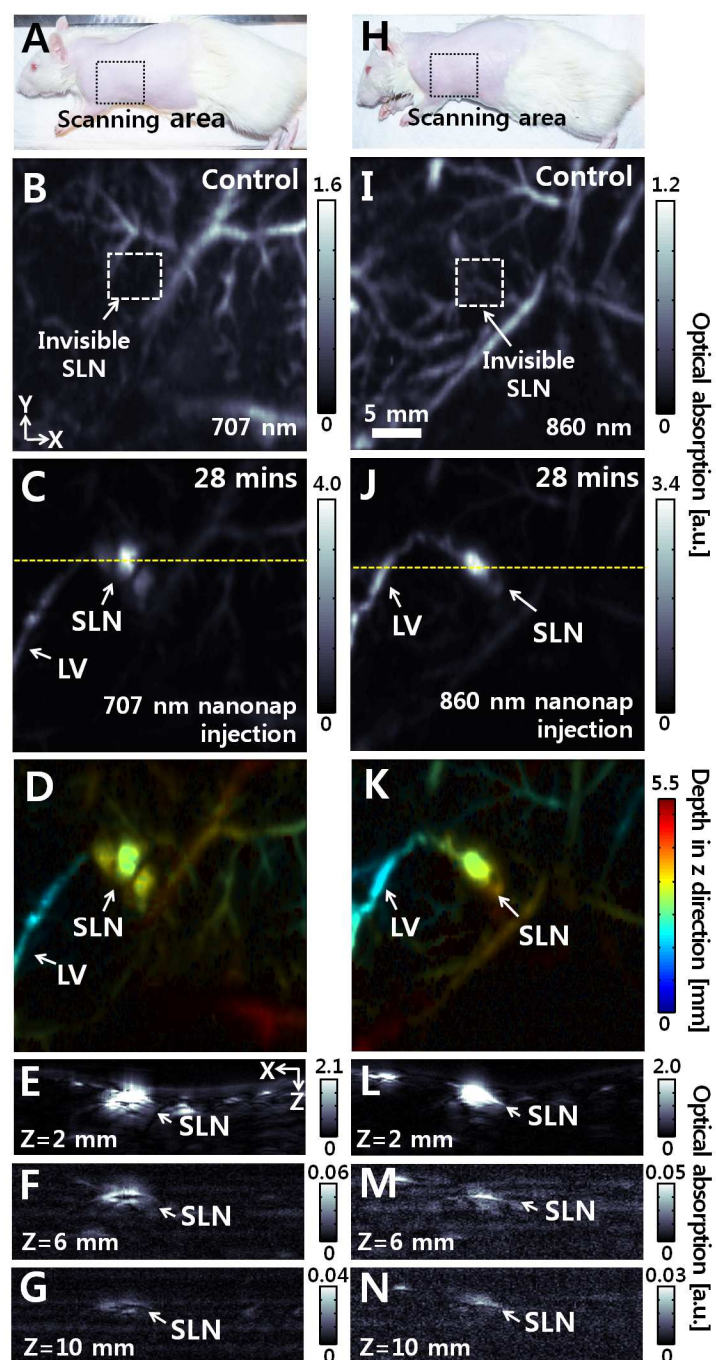 A
Scanning area
H
Scanning area
B
Control
1.6
Invisible
SLN
Y
X
707 nm
0
I
Control
1.2
Invisible
SLN
5 mm
860 nm
0
Optical absorption [a.u.]
C
28 mins
4.0
SLN
LV
707 nm nanonap
injection
0
J
28 mins
3.4
LV
SLN
860 nm nanonap
injection
0
D
SLN
LV
K
LV
SLN
5.5
0
Depth in z direction [mm]
E
X
Z
2.1
SLN
Z=2 mm
0
L
2.0
SLN
Z=2 mm
0
F
0.06
SLN
Z=6 mm
0
M
0.05
SLN
Z=6 mm
0
G
0.04
SLN
Z=10 mm
0
N
0.03
SLN
Z=10 mm
0
Optical absorption [a.u.]